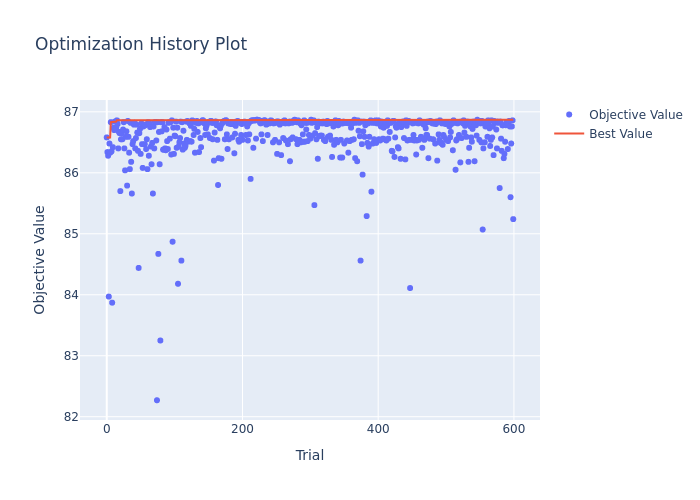 Optimization History Plot
87
86
85
84
83
82
0
200
400
600
Trial
Objective Value
Objective Value
Best Value